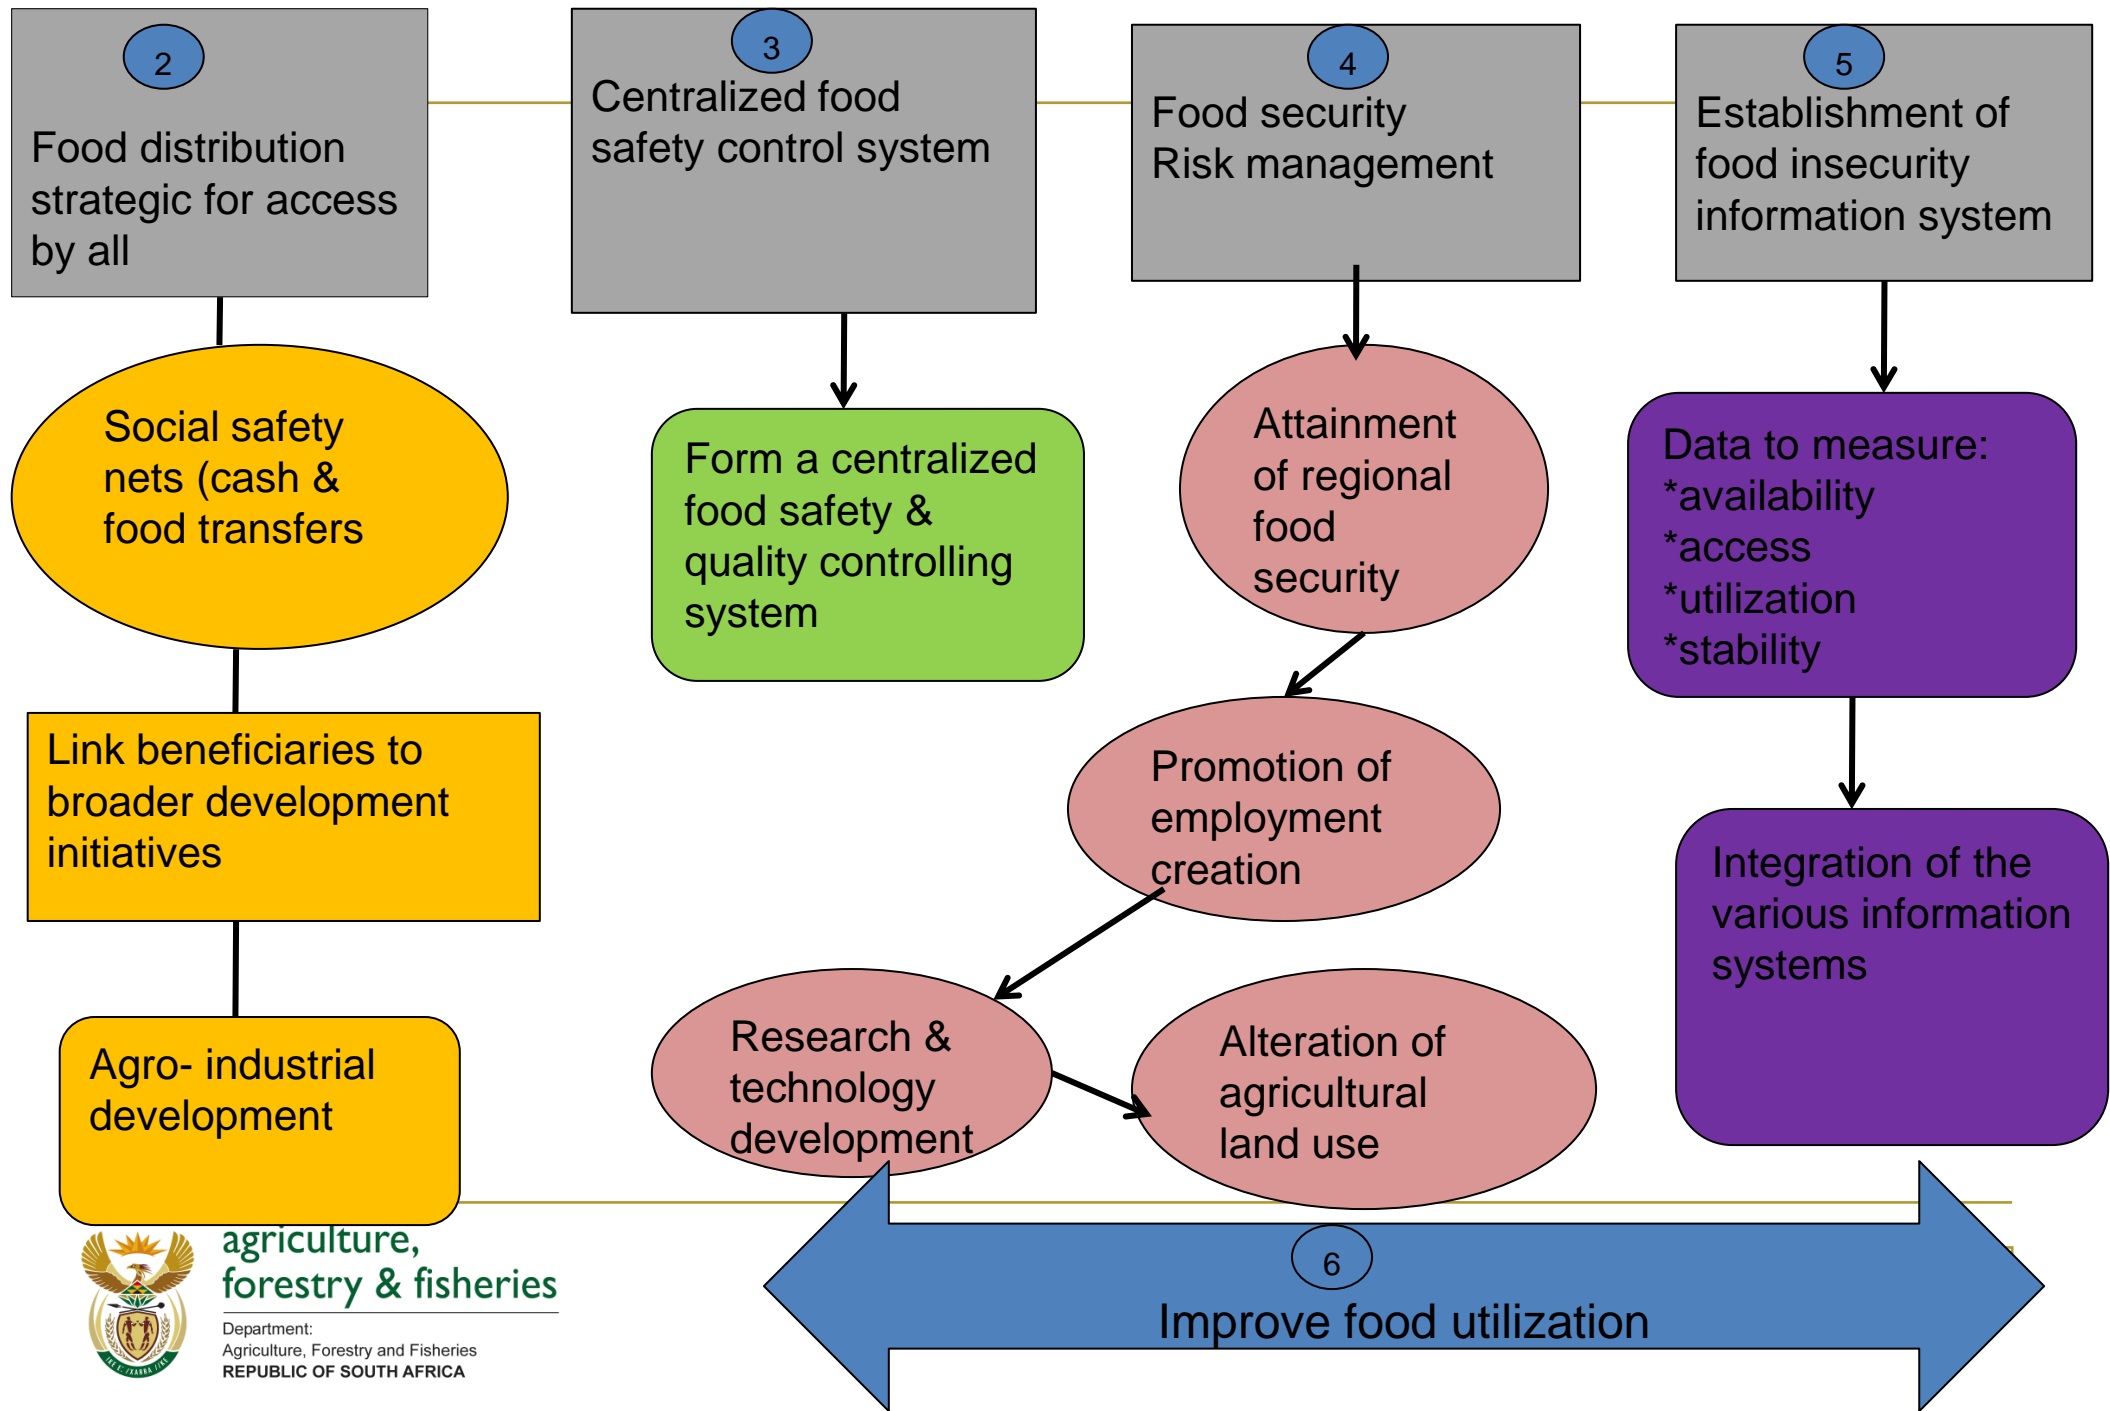 2
Food distribution
strategic for access
by all
Social safety
nets (cash &
food transfers
Link beneficiaries to
broader development
initiatives
Agro- industrial
development
3
Centralized food
safety control system
Form a centralized
food safety &
quality controlling
system
4
Food security
Risk management
Attainment
of regional
food
security
Promotion of
employment
creation
Research &
technology
development
Alteration of
agricultural
land use
5
Establishment of
food insecurity
information system
Data to measure:
*availability
*access
*utilization
*stability
Integration of the
various information
systems
6
Improve food utilization
agriculture,
forestry & fisheries
Department:
Agriculture, Forestry and Fisheries
REPUBLIC OF SOUTH AFRICA